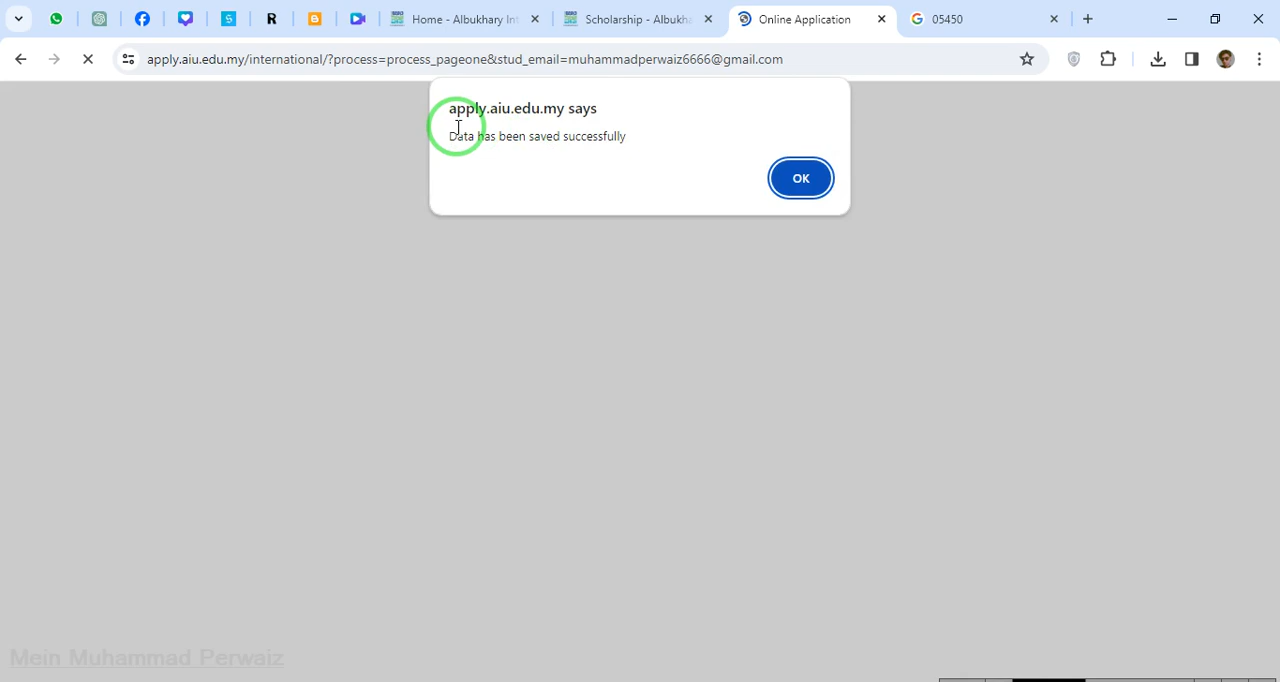 Home - Albukhary Int
Scholarship - Albukha
Online Application
05450
apply.aiu.edu.my/international/?process=process_pageone&stud_email=muhammadperwaiz6666@gmail.com
apply.aiu.edu.my says
Data has been saved successfully
OK
Mein Muhammad Perwaiz